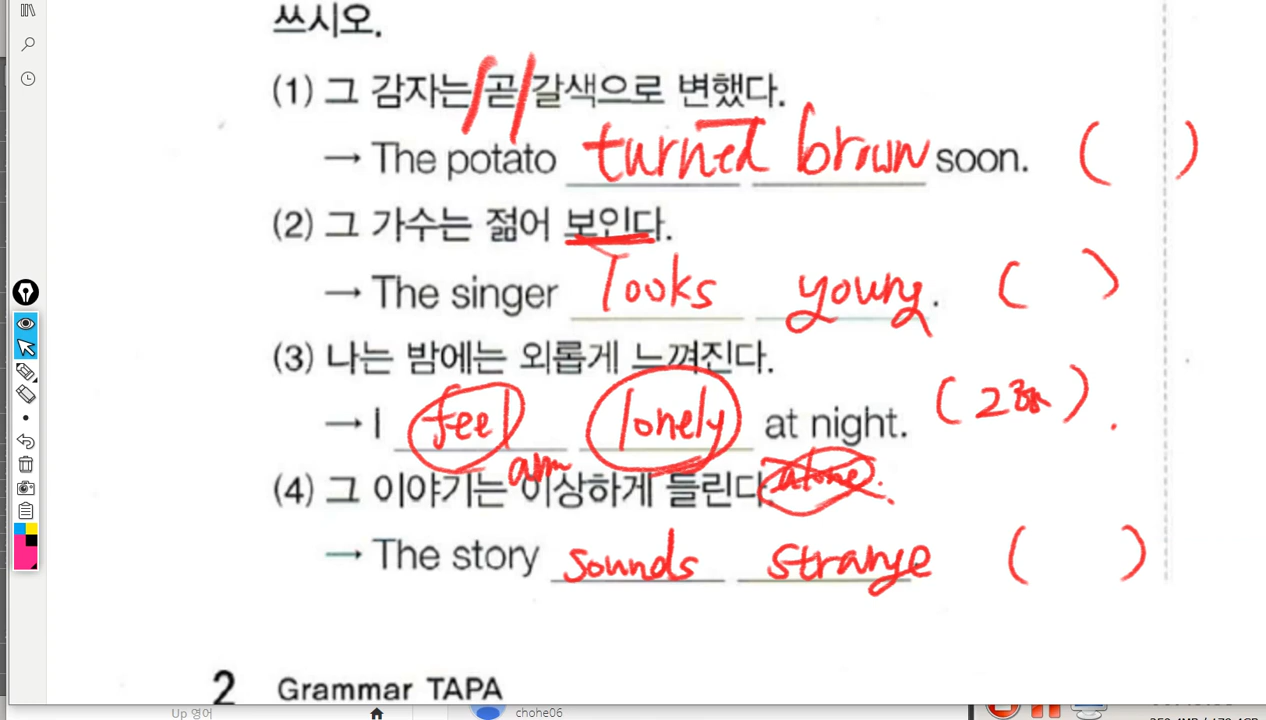 쓰시오.
(1) 그 감자는/곧/갈색으로 변했다.
→ The potato turned brown soon. ( )
(2) 그 가수는 젊어 보인다.
→ The singer looks young. ( )
(3) 나는 밤에는 외롭게 느껴진다.
→ I feel lonely at night. (2형식).
am
alone.
(4) 그 이야기는 이상하게 들린다.
→ The story sounds strange ( )
2 Grammar TAPA
Up 영어
chohe06